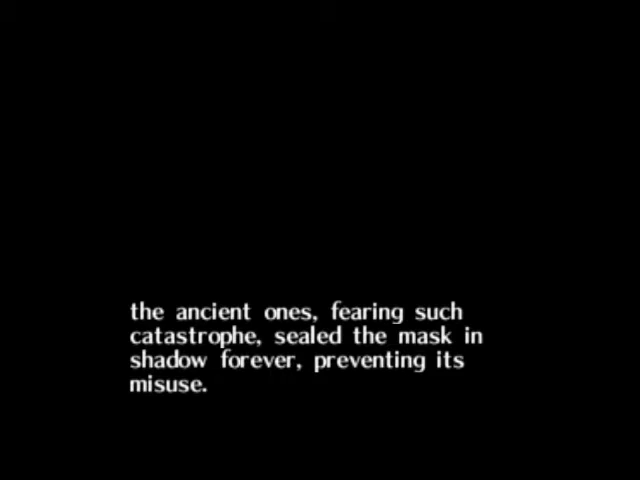 the ancient ones, fearing such
catastrophe, sealed the mask in
shadow forever, preventing its
misuse.